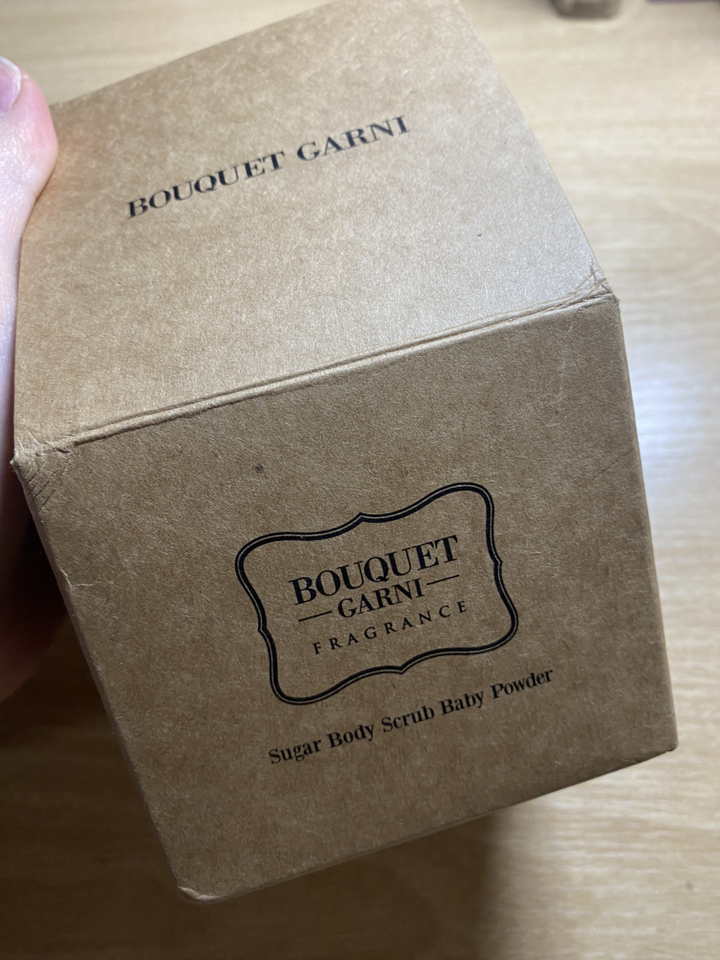 BOUQUET GARNI
BOUQUET
GARNI
FRAGRANCE
Sugar Body Scrub Baby Powder